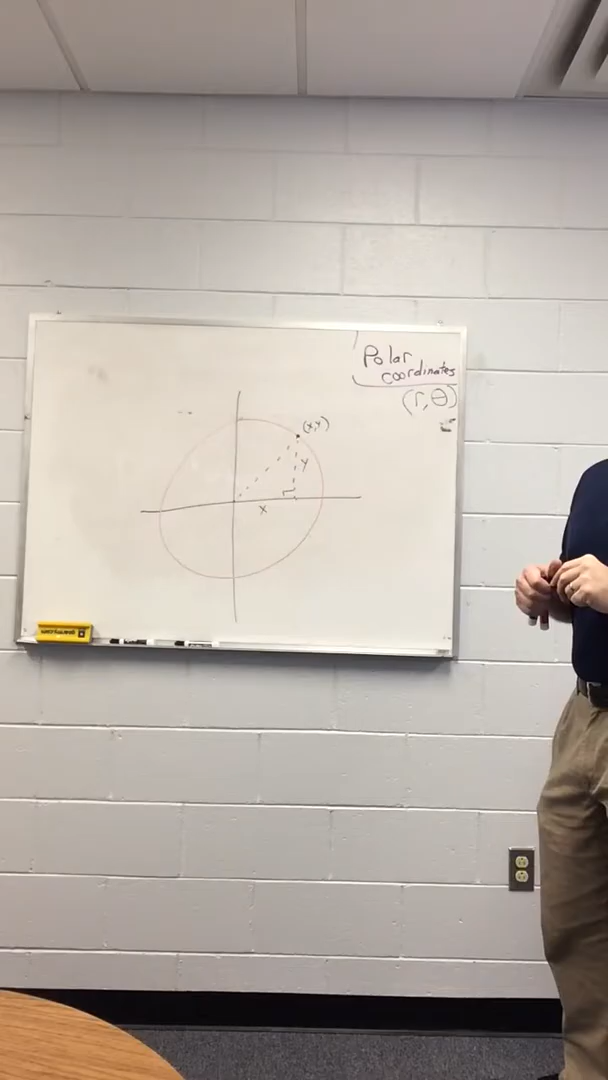 Polar
coordinates
(r, θ)
(x,y)
y
x